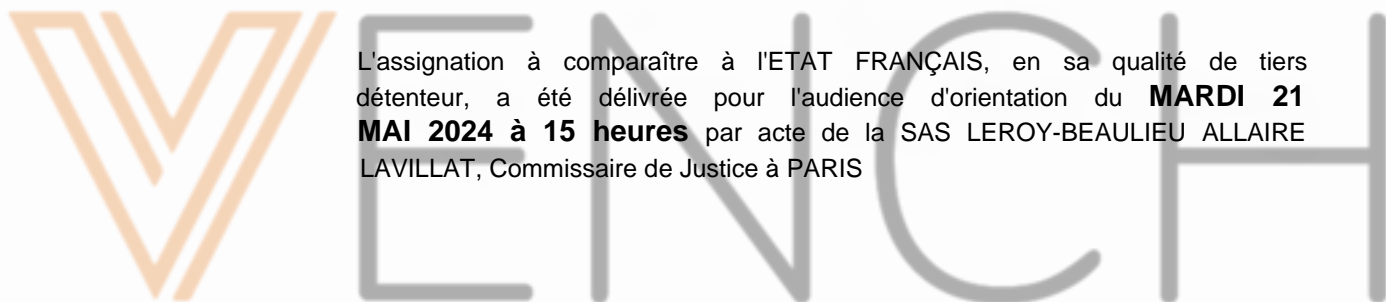 VENCH
L'assignation à comparaître à l'ETAT FRANÇAIS, en sa qualité de tiers
détenteur, a été délivrée pour l'audience d'orientation du MARDI 21
MAI 2024 à 15 heures par acte de la SAS LEROY-BEAULIEU ALLAIRE
LAVILLAT, Commissaire de Justice à PARIS